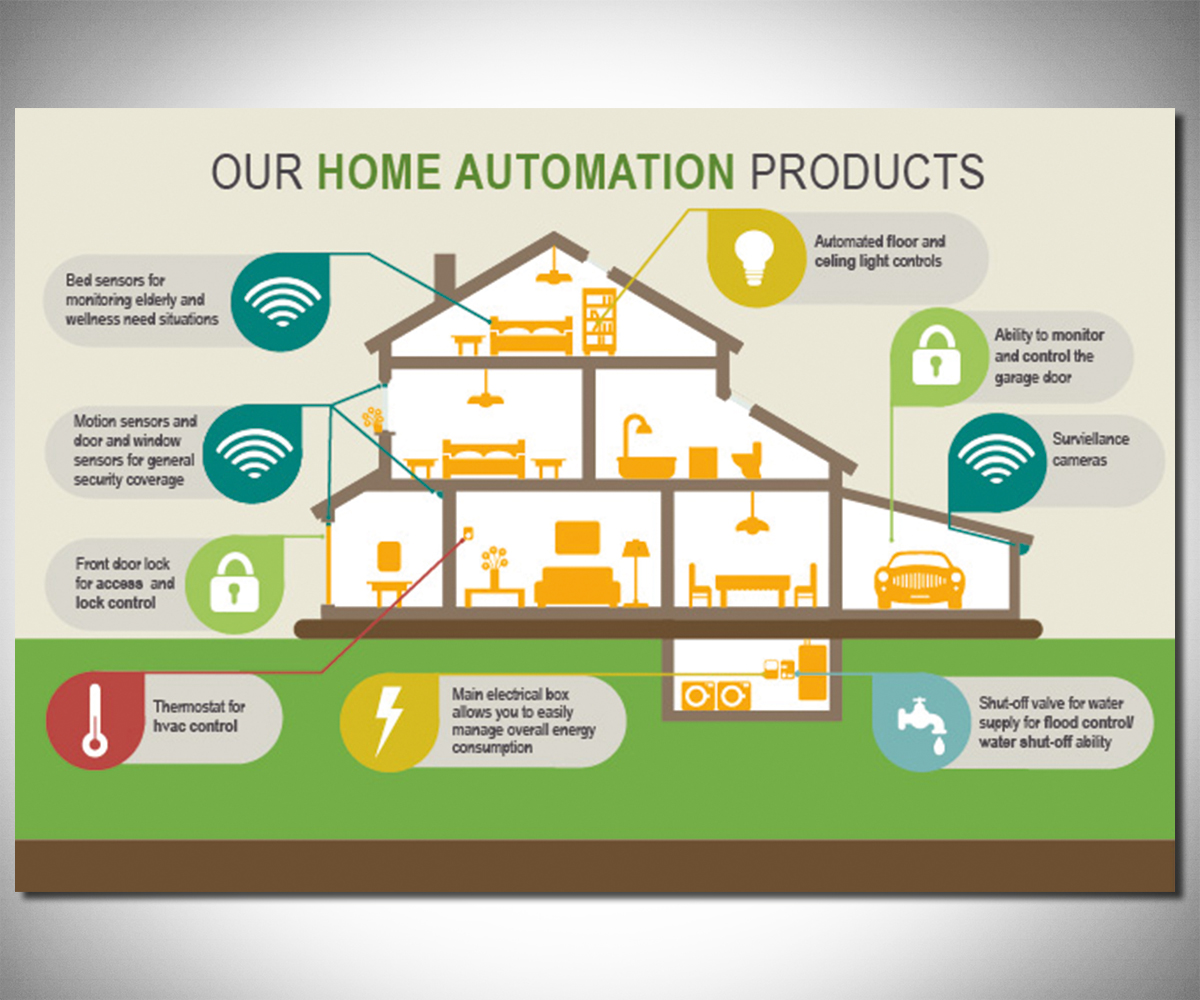 OUR HOME AUTOMATION PRODUCTS
Automated floor and
celing light controls
Bed sensors for
monitoring elderly and
wellness need situations
Ability to monitor
and control the
garage door
Motion sensors and
door and window
sensors for general
security coverage
Surviellance
cameras
Front door lock
for access and
lock control
Thermostat for
hvac control
Main electrical box
allows you to easily
manage overall energy
consumption
Shut-off valve for water
supply for flood control/
water shut-off ability